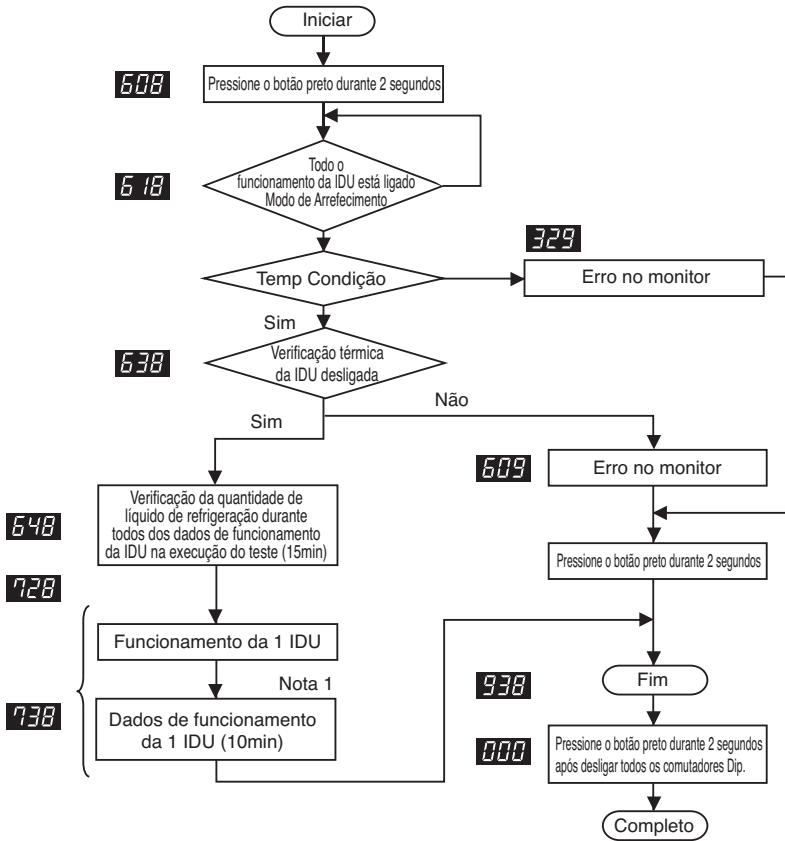 Iniciar
608
Pressione o botão preto durante 2 segundos
618
Todo o
funcionamento da IDU está ligado
Modo de Arrefecimento
329
Temp Condição
Erro no monitor
Sim
638
Verificação térmica
da IDU desligada
Não
Sim
609
Erro no monitor
Verificação da quantidade de
líquido de refrigeração durante
todos dos dados de funcionamento
da IDU na execução do teste (15min)
648
Pressione o botão preto durante 2 segundos
728
Funcionamento da 1 IDU
Nota 1
Fim
938
738
Dados de funcionamento
da 1 IDU (10min)
000
Pressione o botão preto durante 2 segundos
após desligar todos os comutadores Dip.
Completo